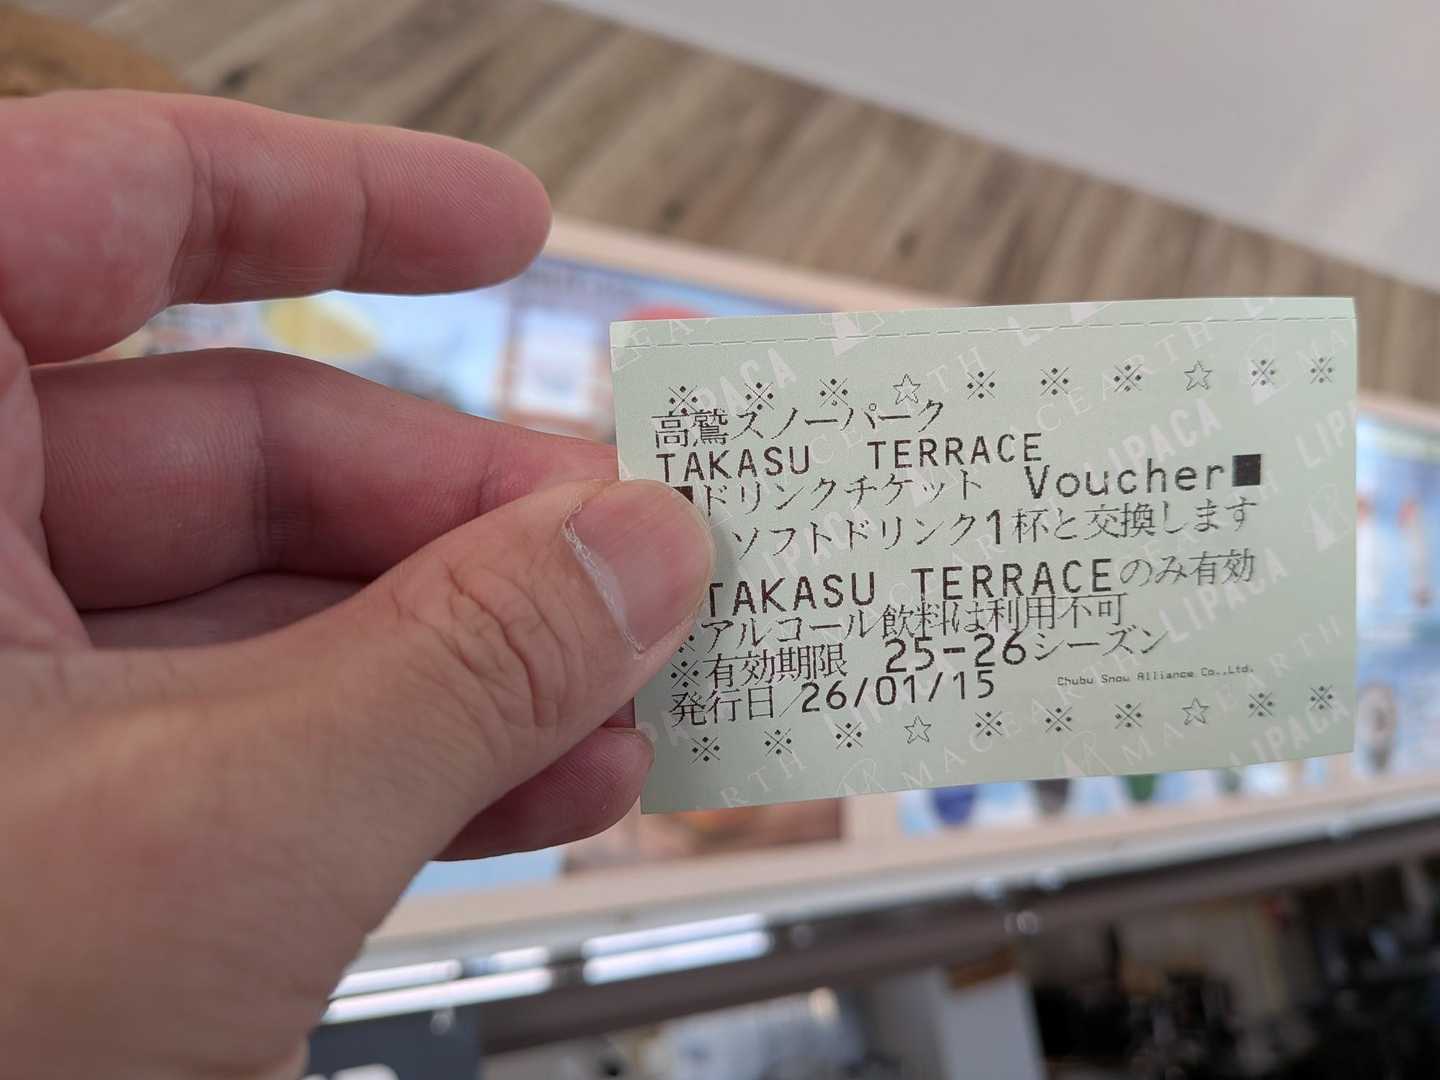 ※ ※ ※ ☆ ※ ※ ※ ☆ ※ ※
高鷲スノーパーク
TAKASU TERRACE
■ドリンクチケット Voucher■
ソフトドリンク1杯と交換します
TAKASU TERRACEのみ有効
※アルコール飲料は利用不可
※有効期限 25-26シーズン
発行日/26/01/15
Chubu Snow Alliance Co.,Ltd.
※ ※ ※ ☆ ※ ※ ※ ☆ ※ ※
LIPACA
MACEARTH